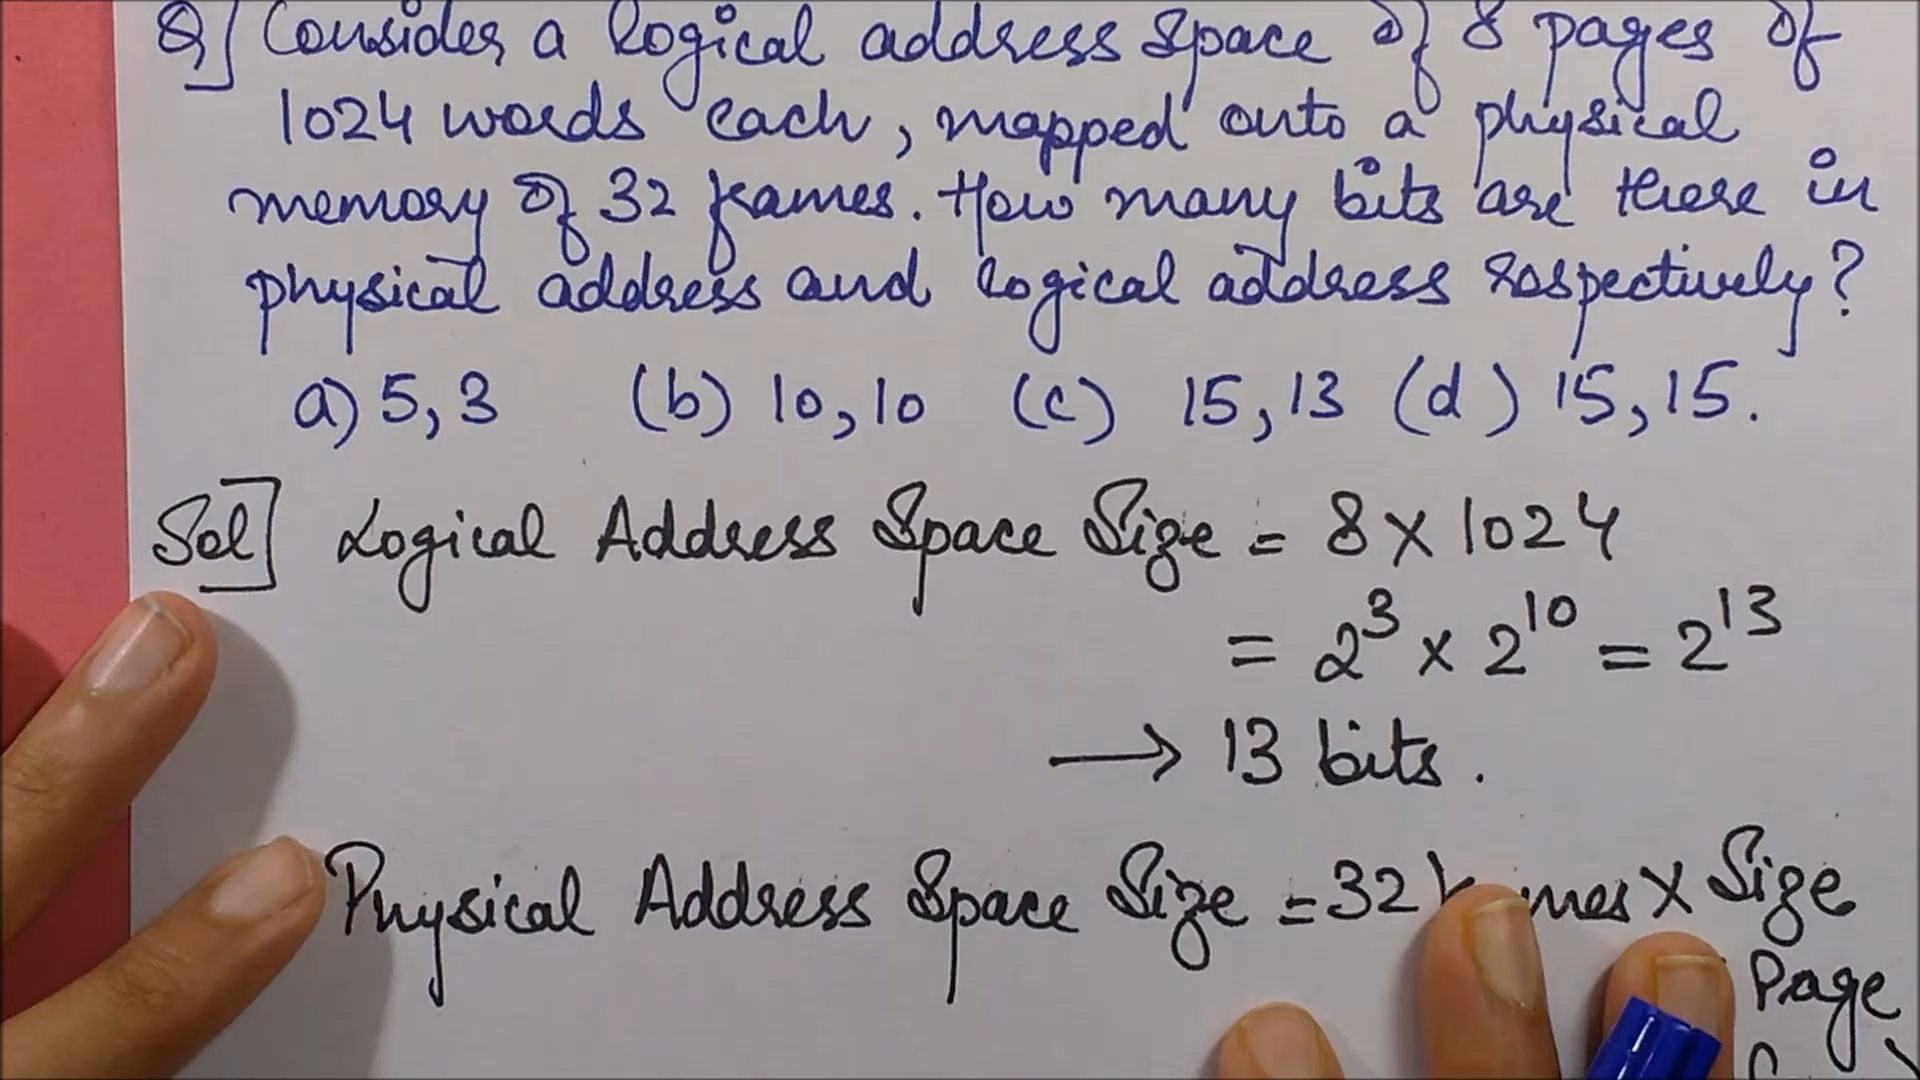 Q] Consider a logical address space of 8 pages of
1024 words each, mapped onto a physical
memory of 32 frames. How many bits are there in
physical address and logical address respectively?
a) 5, 3 (b) 10, 10 (c) 15, 13 (d) 15, 15.
Sol] Logical Address Space Size = 8 X 1024
= 2^3 x 2^10 = 2^13
→ 13 bits.
Physical Address Space Size = 32 X Size
Page